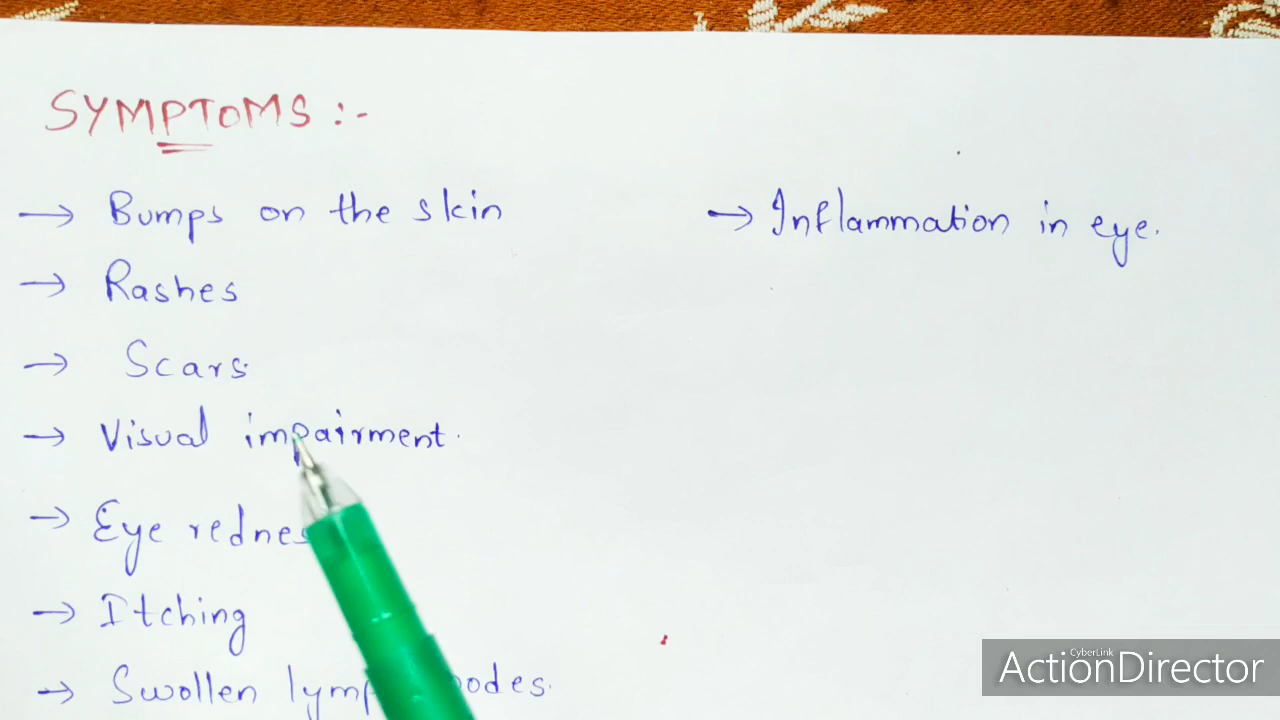 SYMPTOMS :-
→ Bumps on the skin
→ Rashes
→ Scars.
→ Visual impairment.
→ Eye
→ Itching
→ Swollen
→ Inflammation in eye.
CyberLink
ActionDirector